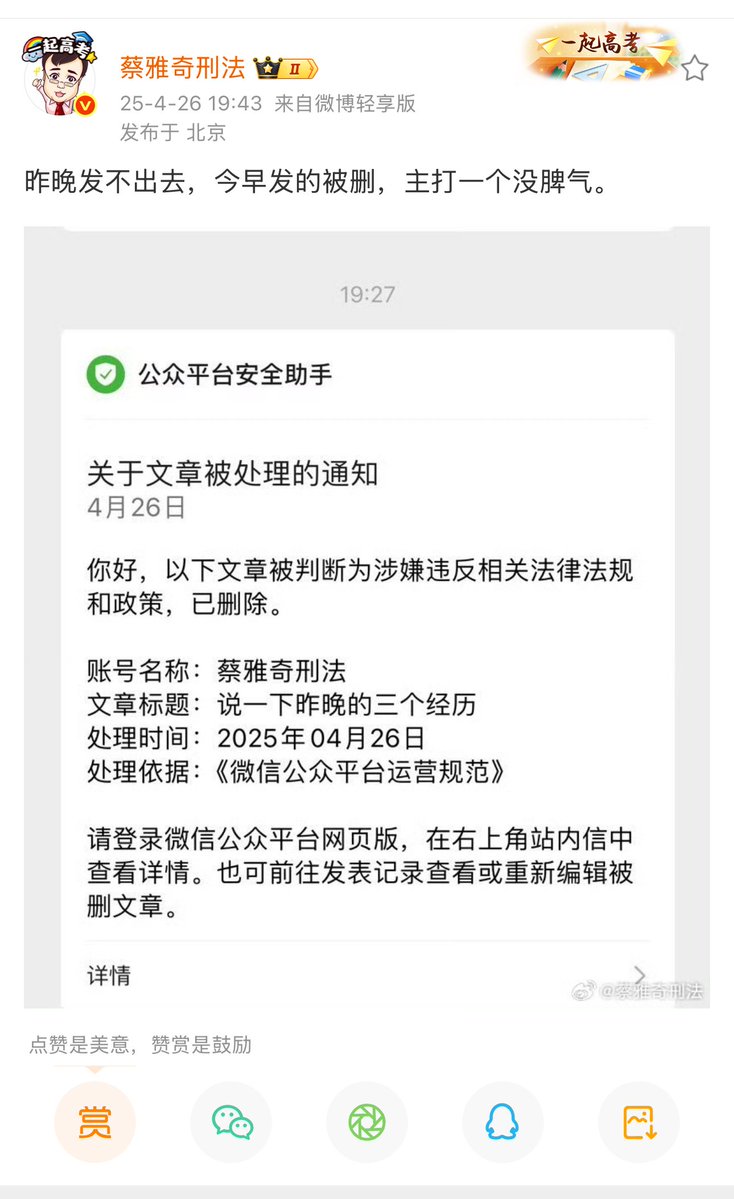 一起高考
一起高考
蔡雅奇刑法 II
25-4-26 19:43 来自微博轻享版
发布于 北京
昨晚发不出去，今早发的被删，主打一个没脾气。
19:27
公众平台安全助手
关于文章被处理的通知
4月26日
你好，以下文章被判断为涉嫌违反相关法律法规
和政策，已删除。
账号名称：蔡雅奇刑法
文章标题：说一下昨晚的三个经历
处理时间：2025年04月26日
处理依据：《微信公众平台运营规范》
请登录微信公众平台网页版，在右上角站内信中
查看详情。也可前往发表记录查看或重新编辑被
删文章。
详情
@蔡雅奇刑法
点赞是美意，赞赏是鼓励
赏